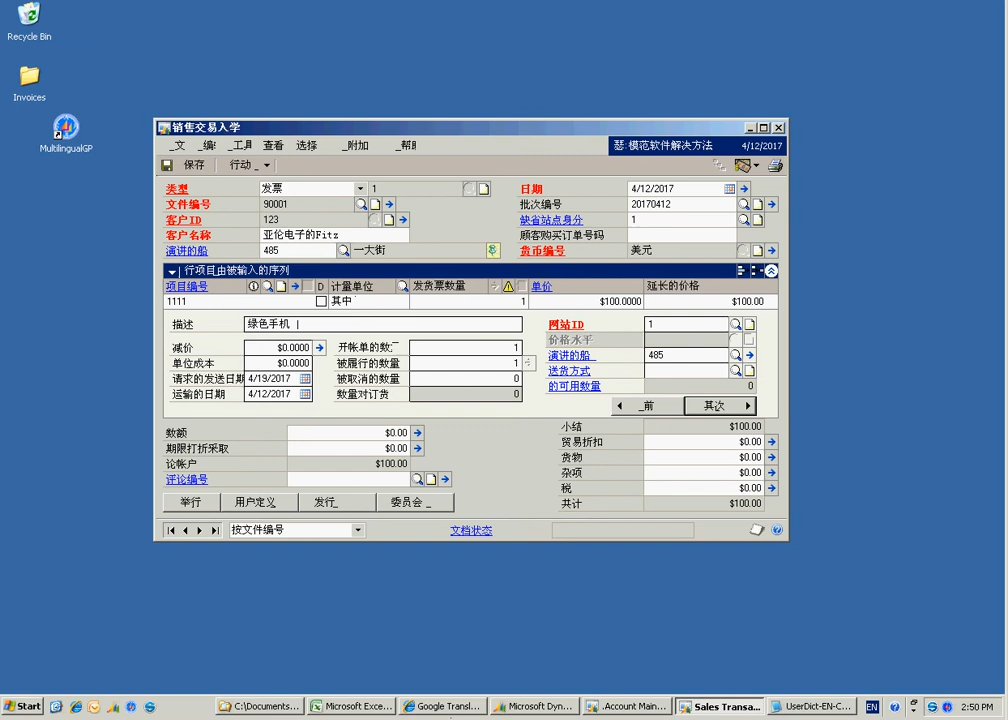 Recycle Bin
Invoices
MultilingualGP
销售交易入学
_文 _编 _工具 查看 选择 _附加 _帮
瑟·模范软件解决方法 4/12/2017
保存 行动 _
类型 发票 1 日期 4/12/2017
文件编号 90001 批次编号 20170412
客户ID 123 缺省站点身分 1
客户名称 亚伦电子的Fitz 顾客购买订单号码
演讲的船 485 一大街 货币编号 美元
行项目由被输入的序列
项目编号 D 计量单位 发货票数量 单价 延长的价格
1111 其中 1 $100.0000 $100.00
描述 绿色手机 网站ID 1
价格水平
减价 $0.0000 开帐单的数 1 演讲的船_ 485
单位成本 $0.0000 被履行的数量 1 送货方式
请求的发送日期 4/19/2017 被取消的数量 0 的可用数量 0
运输的日期 4/12/2017 数量对订货 0
_前 其次
数额 $0.00 小结 $100.00
期限打折采取 $0.00 贸易折扣 $0.00
论帐户 $100.00 货物 $0.00
评论编号 杂项 $0.00
税 $0.00
举行 用户定义 发行_ 委员会 _ 共计 $100.00
按文件编号 文档状态
Start C:\Documents... Microsoft Exce... Google Transl... Microsoft Dyn... .Account Main... Sales Transa... UserDict-EN-C... EN 2:50 PM